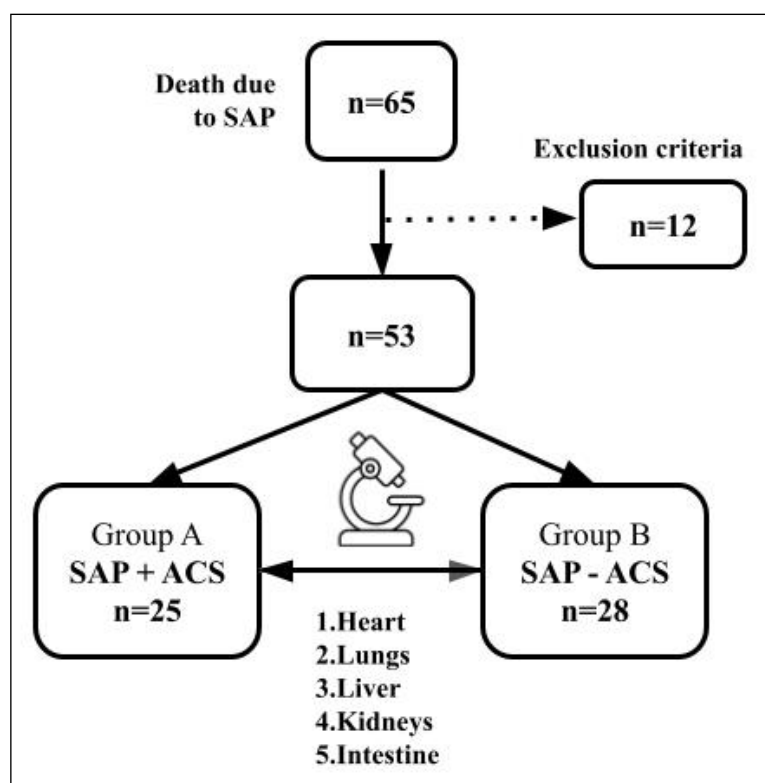 Death due
to SAP
n=65
Exclusion criteria
n=12
n=53
Group A
SAP + ACS
n=25
Group B
SAP - ACS
n=28
1.Heart
2.Lungs
3.Liver
4.Kidneys
5.Intestine